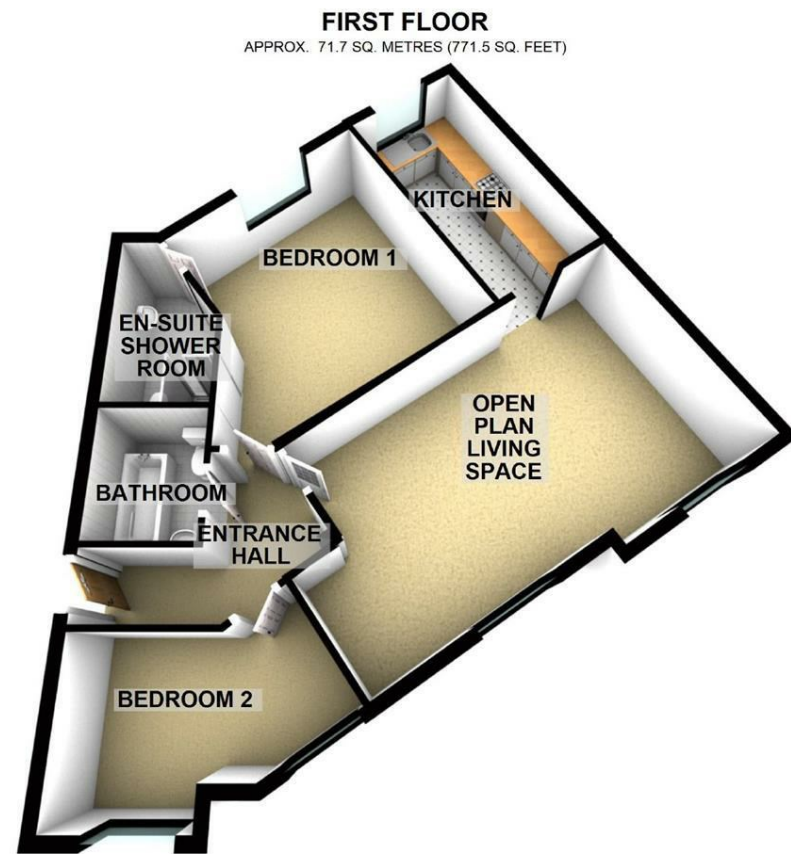 FIRST FLOOR
APPROX. 71.7 SQ. METRES (771.5 SQ. FEET)
KITCHEN
BEDROOM 1
EN-SUITE
SHOWER
ROOM
OPEN
PLAN
LIVING
SPACE
BATHROOM
ENTRANCE
HALL
BEDROOM 2